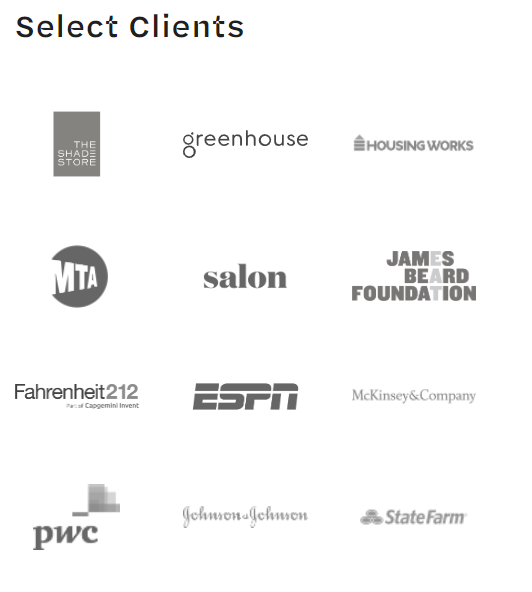 Select Clients
THE
SHADE
STORE
greenhouse
HOUSING WORKS
MTA
salon
JAMES
BEARD
FOUNDATION
Fahrenheit212
Part of Capgemini Invent
ESPN
McKinsey&Company
pwc
Johnson&Johnson
StateFarm